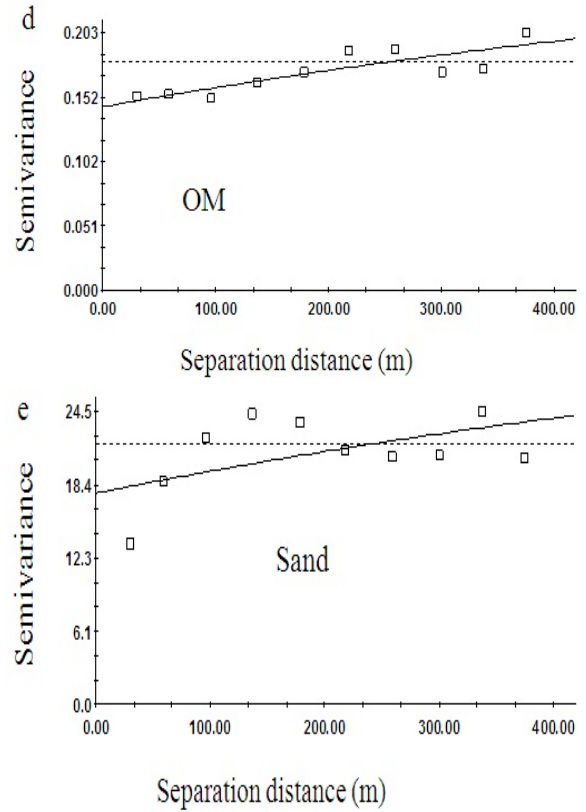 d
0.203
0.152
0.102
0.051
0.000
Semivariance
OM
0.00 100.00 200.00 300.00 400.00
Separation distance (m)
e
24.5
18.4
12.3
6.1
0.0
Semivariance
Sand
0.00 100.00 200.00 300.00 400.00
Separation distance (m)